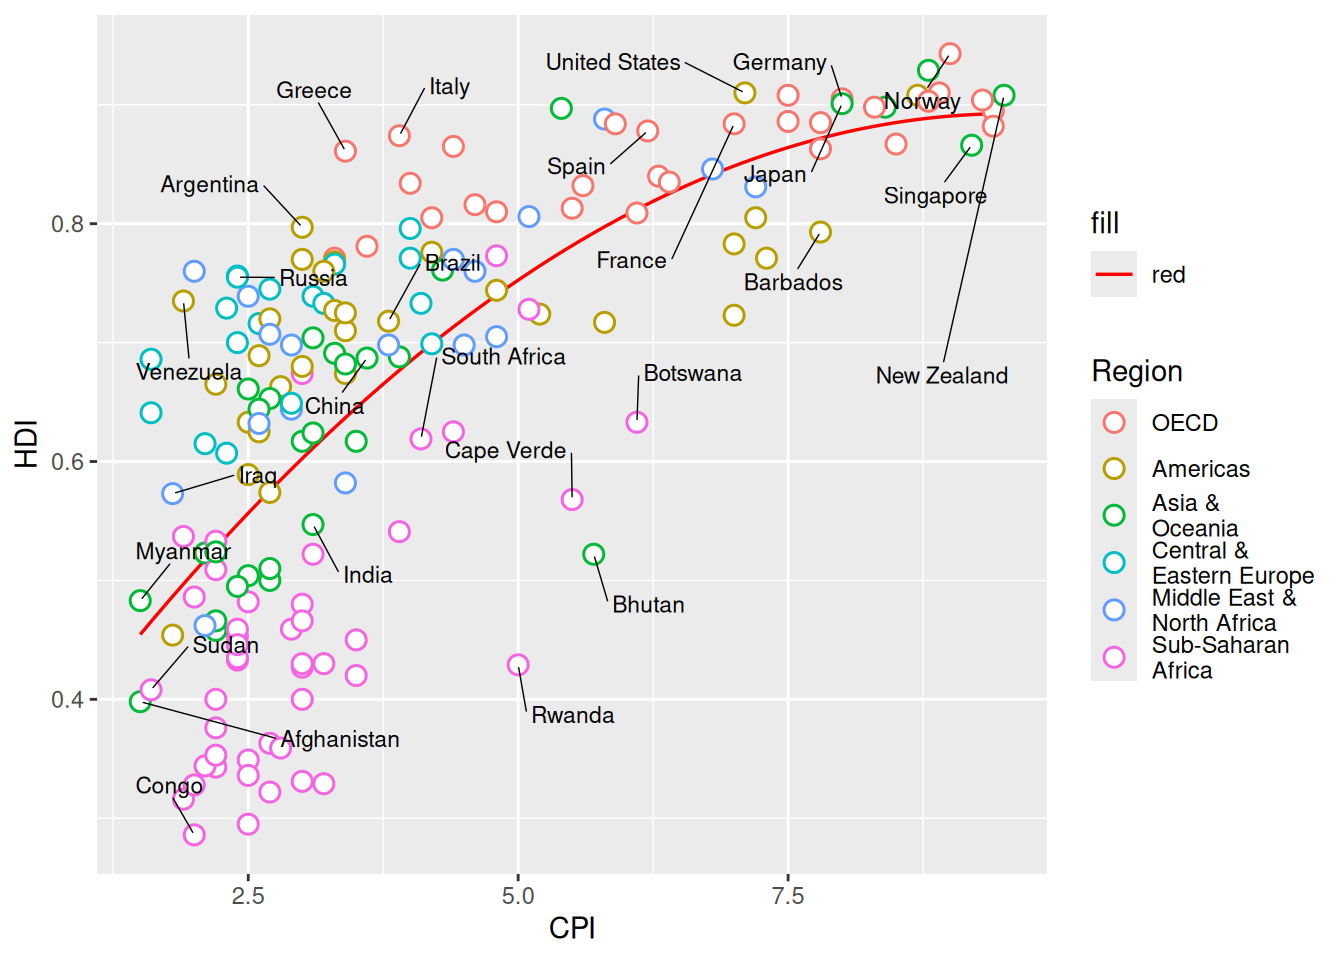 United States
Germany
Greece
Italy
Norway
Spain
Japan
Argentina
Singapore
France
Brazil
Russia
Barbados
South Africa
Venezuela
Botswana
New Zealand
China
Cape Verde
Iraq
Myanmar
India
Bhutan
Sudan
Rwanda
Afghanistan
Congo
0.8
0.6
0.4
HDI
2.5
5.0
7.5
CPI
fill
red
Region
OECD
Americas
Asia &
Oceania
Central &
Eastern Europe
Middle East &
North Africa
Sub-Saharan
Africa